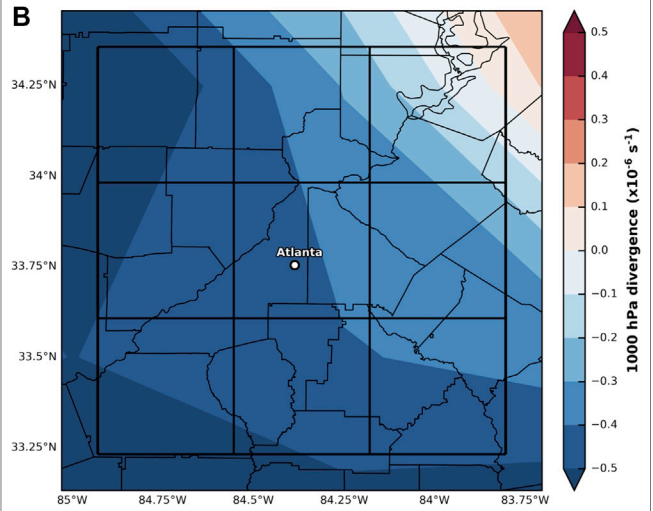 B
34.25°N
34°N
33.75°N
33.5°N
33.25°N
Atlanta
85°W
84.75°W
84.5°W
84.25°W
84°W
83.75°W
0.5
0.4
0.3
0.2
0.1
0.0
−0.1
−0.2
−0.3
−0.4
−0.5
1000 hPa divergence (x10⁻⁶ s⁻¹)